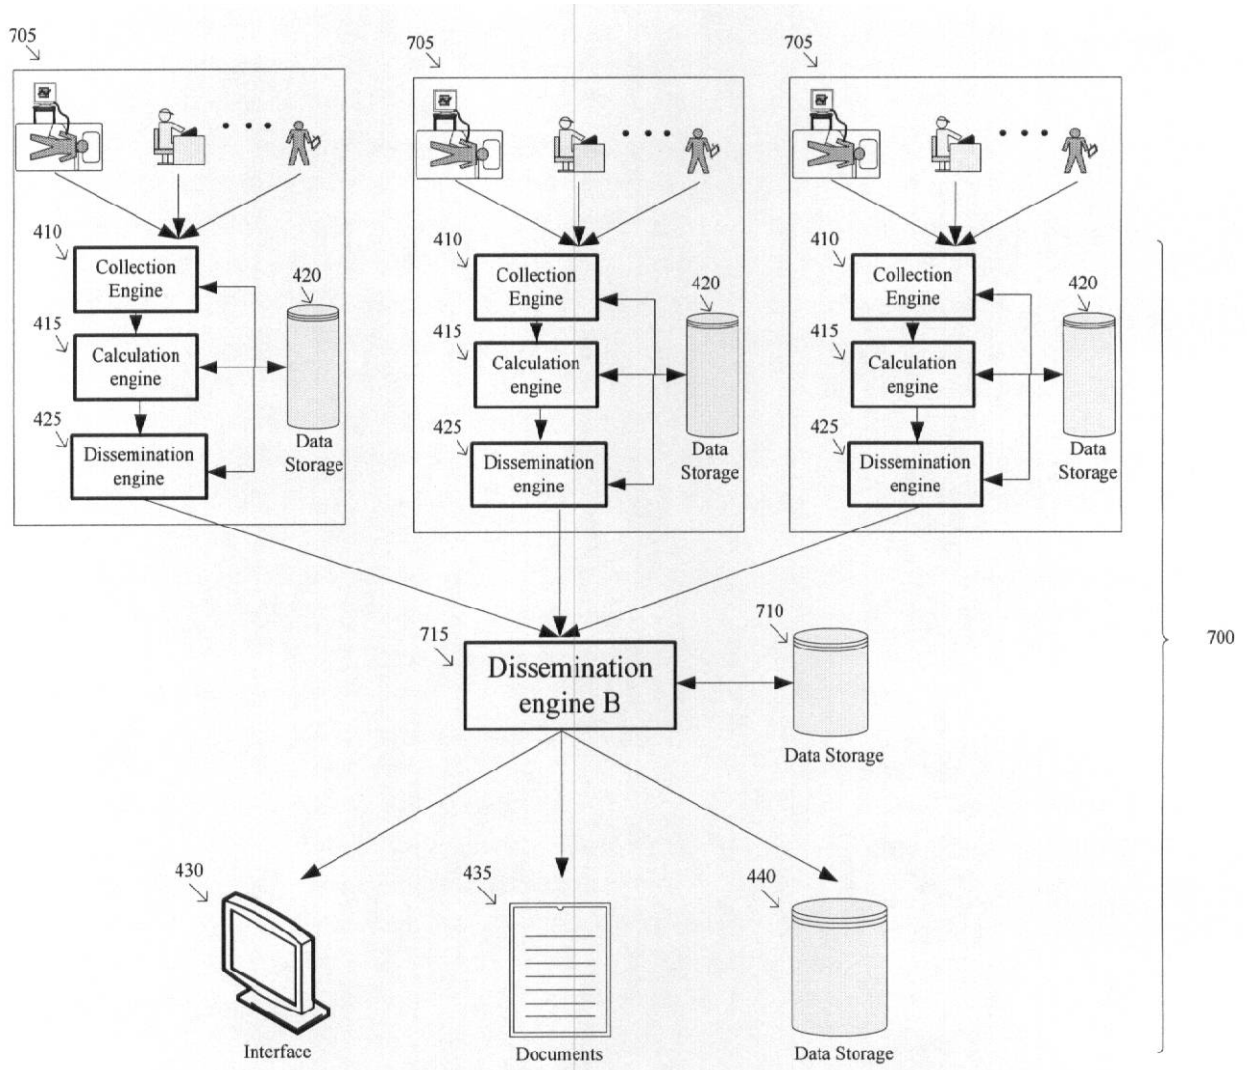 705
705
705
410
Collection
Engine
420
415
Calculation
engine
425
Dissemination
engine
Data
Storage
410
Collection
Engine
420
415
Calculation
engine
425
Dissemination
engine
Data
Storage
410
Collection
Engine
420
415
Calculation
engine
425
Dissemination
engine
Data
Storage
715
Dissemination
engine B
710
Data Storage
700
430
Interface
435
Documents
440
Data Storage